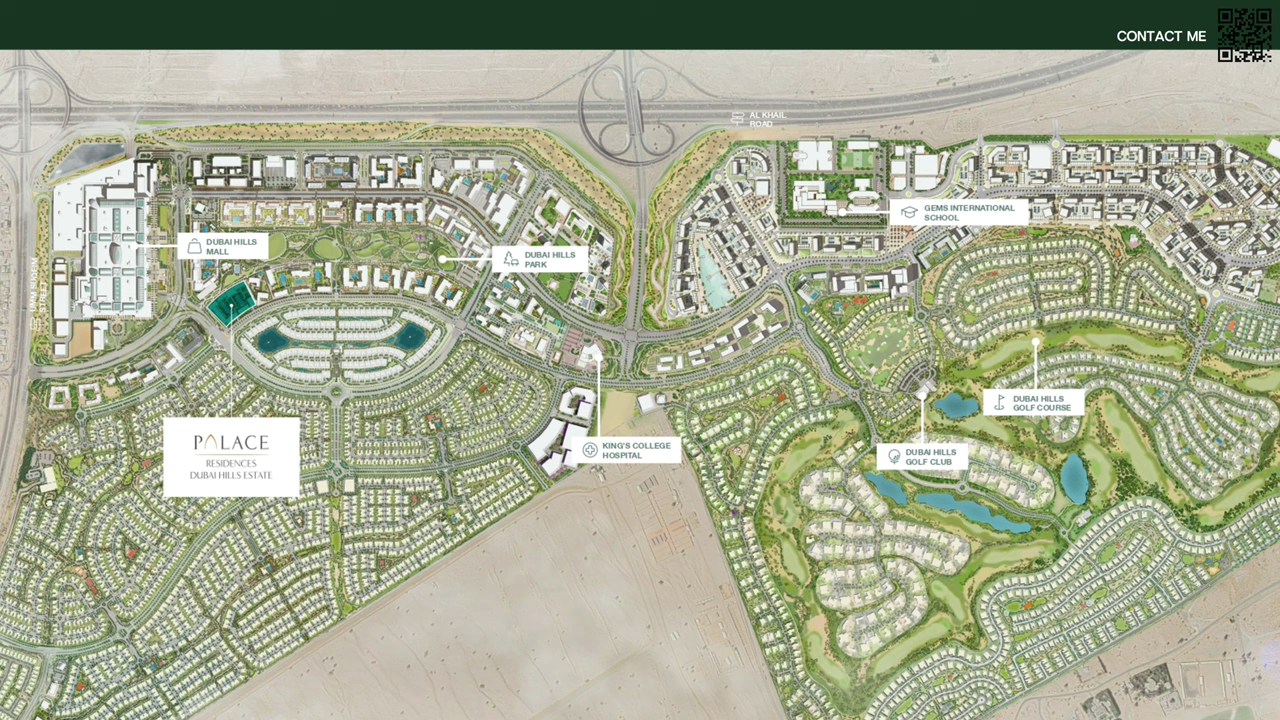 CONTACT ME
AL KHAIL
ROAD
GEMS INTERNATIONAL
SCHOOL
DUBAI HILLS
MALL
DUBAI HILLS
PARK
DUBAI HILLS
GOLF COURSE
PALACE
RESIDENCES
DUBAI HILLS ESTATE
KING'S COLLEGE
HOSPITAL
DUBAI HILLS
GOLF CLUB